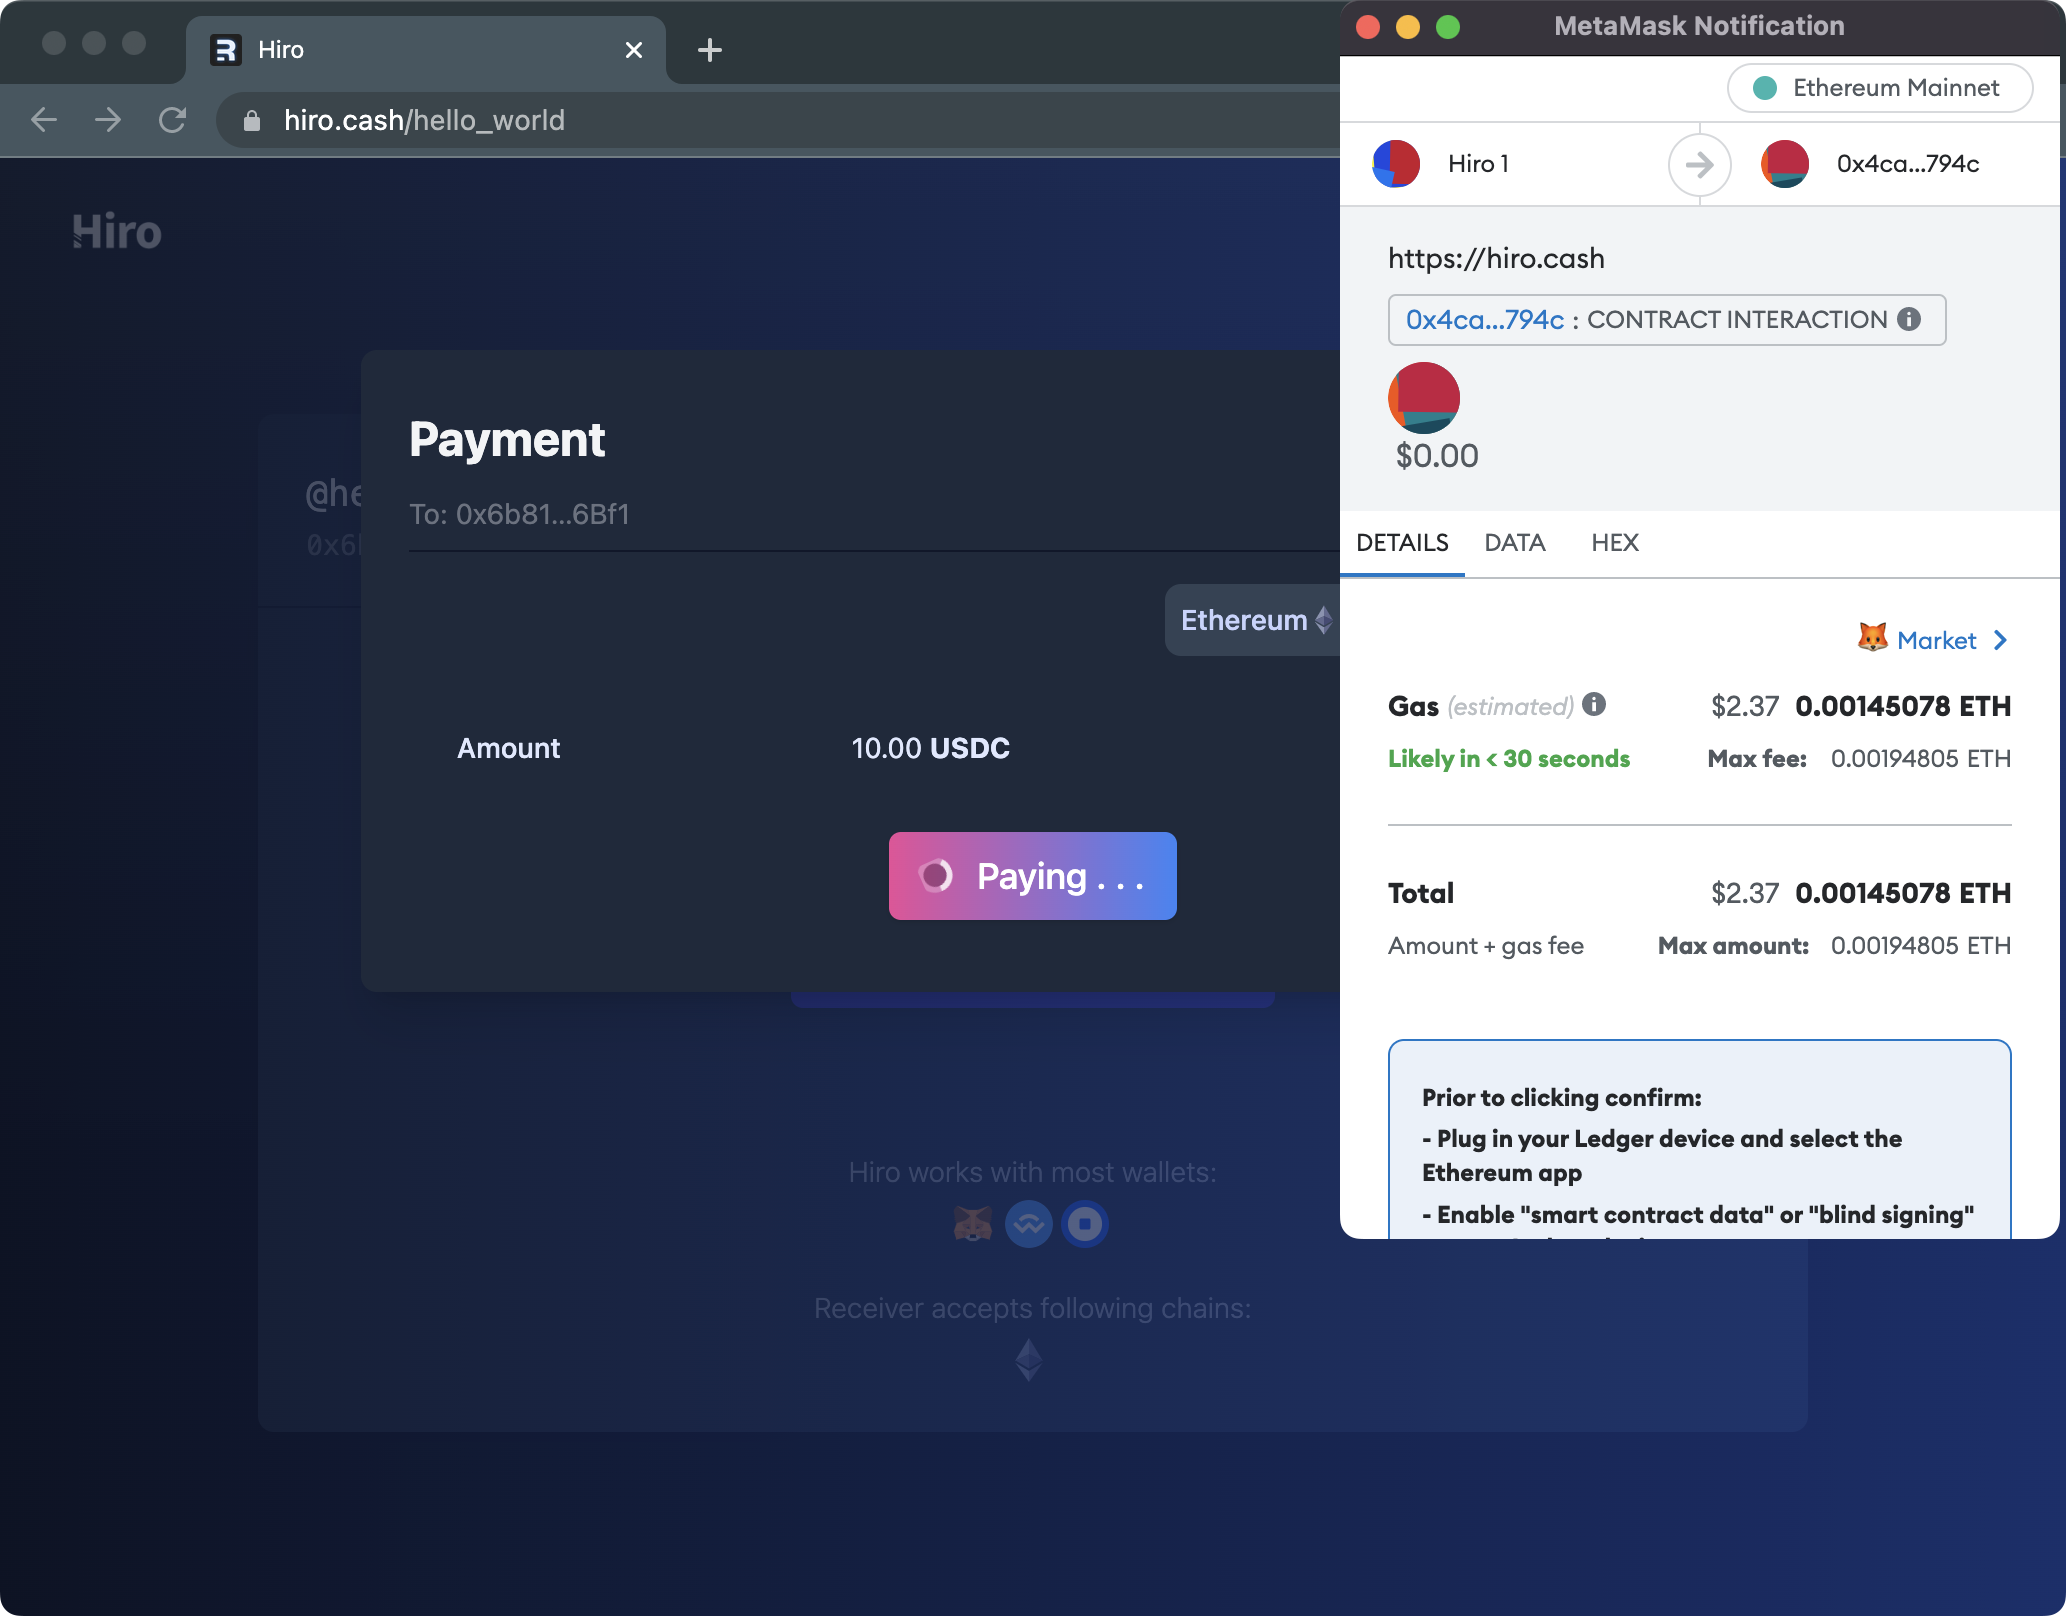 Hiro
hiro.cash/hello_world
Hiro
@he
0x6
Payment
To: 0x6b81...6Bf1
Ethereum
Amount 10.00 USDC
Paying . . .
Hiro works with most wallets:
Receiver accepts following chains:
MetaMask Notification
Ethereum Mainnet
Hiro 1 0x4ca...794c
https://hiro.cash
0x4ca...794c : CONTRACT INTERACTION
$0.00
DETAILS DATA HEX
Market
Gas (estimated) $2.37 0.00145078 ETH
Likely in < 30 seconds Max fee: 0.00194805 ETH
Total $2.37 0.00145078 ETH
Amount + gas fee Max amount: 0.00194805 ETH
Prior to clicking confirm:
- Plug in your Ledger device and select the
Ethereum app
- Enable "smart contract data" or "blind signing"